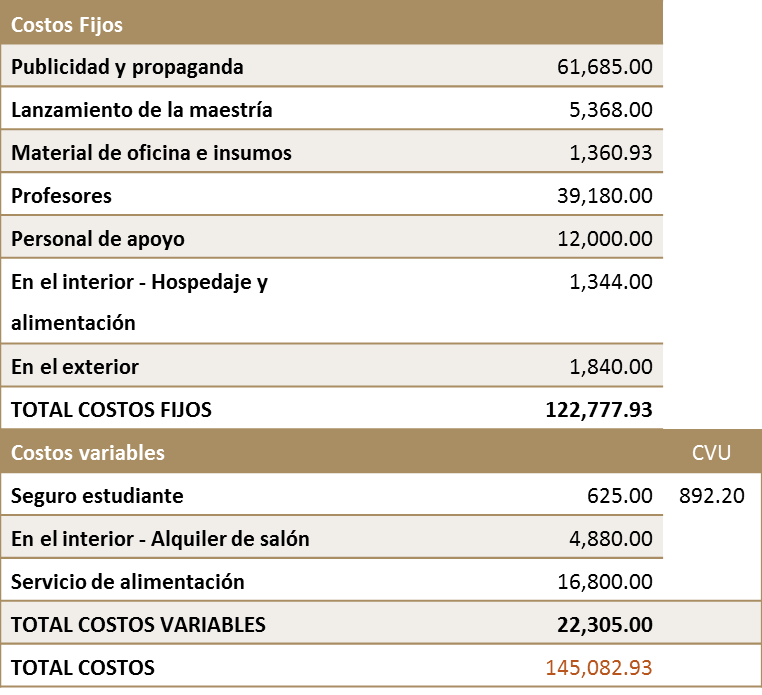 Costos Fijos
Publicidad y propaganda 61,685.00
Lanzamiento de la maestría 5,368.00
Material de oficina e insumos 1,360.93
Profesores 39,180.00
Personal de apoyo 12,000.00
En el interior - Hospedaje y 1,344.00
alimentación
En el exterior 1,840.00
TOTAL COSTOS FIJOS 122,777.93
Costos variables CVU
Seguro estudiante 625.00 892.20
En el interior - Alquiler de salón 4,880.00
Servicio de alimentación 16,800.00
TOTAL COSTOS VARIABLES 22,305.00
TOTAL COSTOS 145,082.93